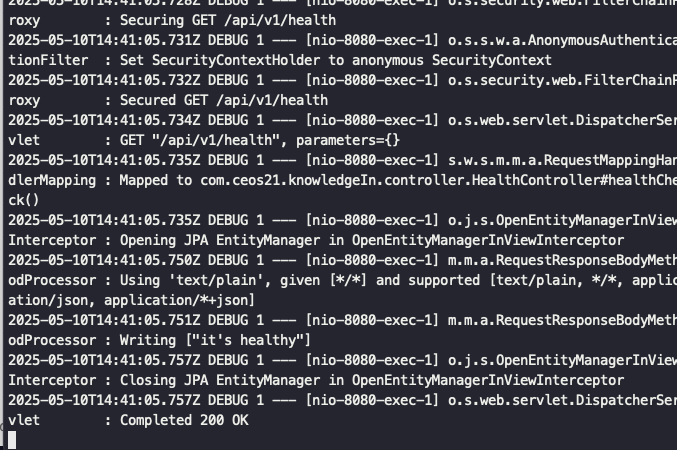 2025-05-10T14:41:05.728Z DEBUG 1 --- [nio-8080-exec-1] o.s.security.web.FilterChainP
roxy        : Securing GET /api/v1/health
2025-05-10T14:41:05.731Z DEBUG 1 --- [nio-8080-exec-1] o.s.s.w.a.AnonymousAuthentica
tionFilter  : Set SecurityContextHolder to anonymous SecurityContext
2025-05-10T14:41:05.732Z DEBUG 1 --- [nio-8080-exec-1] o.s.security.web.FilterChainP
roxy        : Secured GET /api/v1/health
2025-05-10T14:41:05.734Z DEBUG 1 --- [nio-8080-exec-1] o.s.web.servlet.DispatcherSer
vlet        : GET "/api/v1/health", parameters={}
2025-05-10T14:41:05.735Z DEBUG 1 --- [nio-8080-exec-1] s.w.s.m.m.a.RequestMappingHan
dlerMapping : Mapped to com.ceos21.knowledgeIn.controller.HealthController#healthChe
ck()
2025-05-10T14:41:05.735Z DEBUG 1 --- [nio-8080-exec-1] o.j.s.OpenEntityManagerInView
Interceptor : Opening JPA EntityManager in OpenEntityManagerInViewInterceptor
2025-05-10T14:41:05.750Z DEBUG 1 --- [nio-8080-exec-1] m.m.a.RequestResponseBodyMeth
odProcessor : Using 'text/plain', given [*/*] and supported [text/plain, */*, applic
ation/json, application/*+json]
2025-05-10T14:41:05.751Z DEBUG 1 --- [nio-8080-exec-1] m.m.a.RequestResponseBodyMeth
odProcessor : Writing ["it's healthy"]
2025-05-10T14:41:05.757Z DEBUG 1 --- [nio-8080-exec-1] o.j.s.OpenEntityManagerInView
Interceptor : Closing JPA EntityManager in OpenEntityManagerInViewInterceptor
2025-05-10T14:41:05.757Z DEBUG 1 --- [nio-8080-exec-1] o.s.web.servlet.DispatcherSer
vlet        : Completed 200 OK